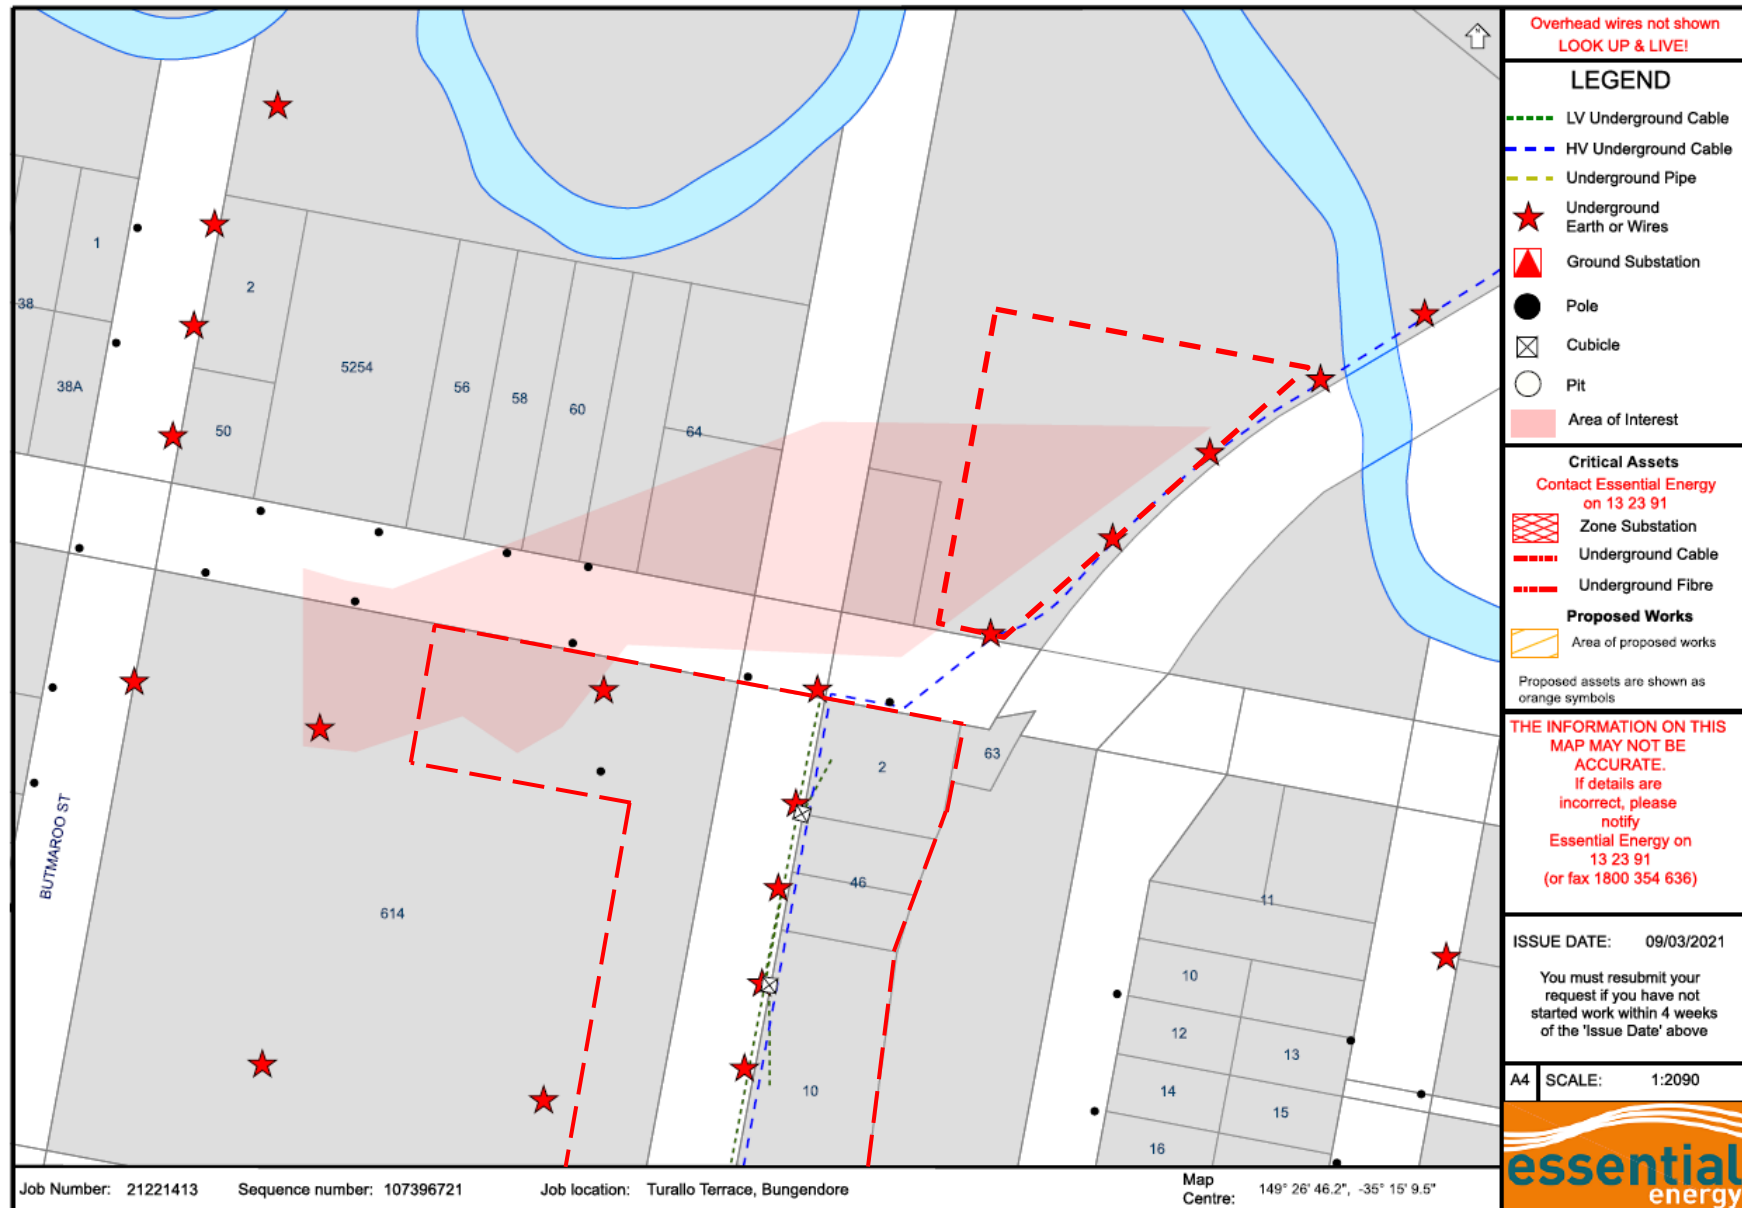 Overhead wires not shown
LOOK UP & LIVE!
LEGEND
LV Underground Cable
HV Underground Cable
Underground Pipe
Underground
Earth or Wires
Ground Substation
Pole
Cubicle
Pit
Area of Interest
Critical Assets
Contact Essential Energy
on 13 23 91
Zone Substation
Underground Cable
Underground Fibre
Proposed Works
Area of proposed works
Proposed assets are shown as
orange symbols
THE INFORMATION ON THIS
MAP MAY NOT BE
ACCURATE.
If details are
incorrect, please
notify
Essential Energy on
13 23 91
(or fax 1800 354 636)
ISSUE DATE: 09/03/2021
You must resubmit your
request if you have not
started work within 4 weeks
of the 'Issue Date' above
A4 SCALE: 1:2090
essential
energy
N
1
2
38
38A
50
5254
56
58
60
64
2
63
46
614
BUTMAROO ST
11
10
12
13
14
15
16
10
Job Number: 21221413 Sequence number: 107396721 Job location: Turallo Terrace, Bungendore
Map
Centre: 149° 26' 46.2", -35° 15' 9.5"